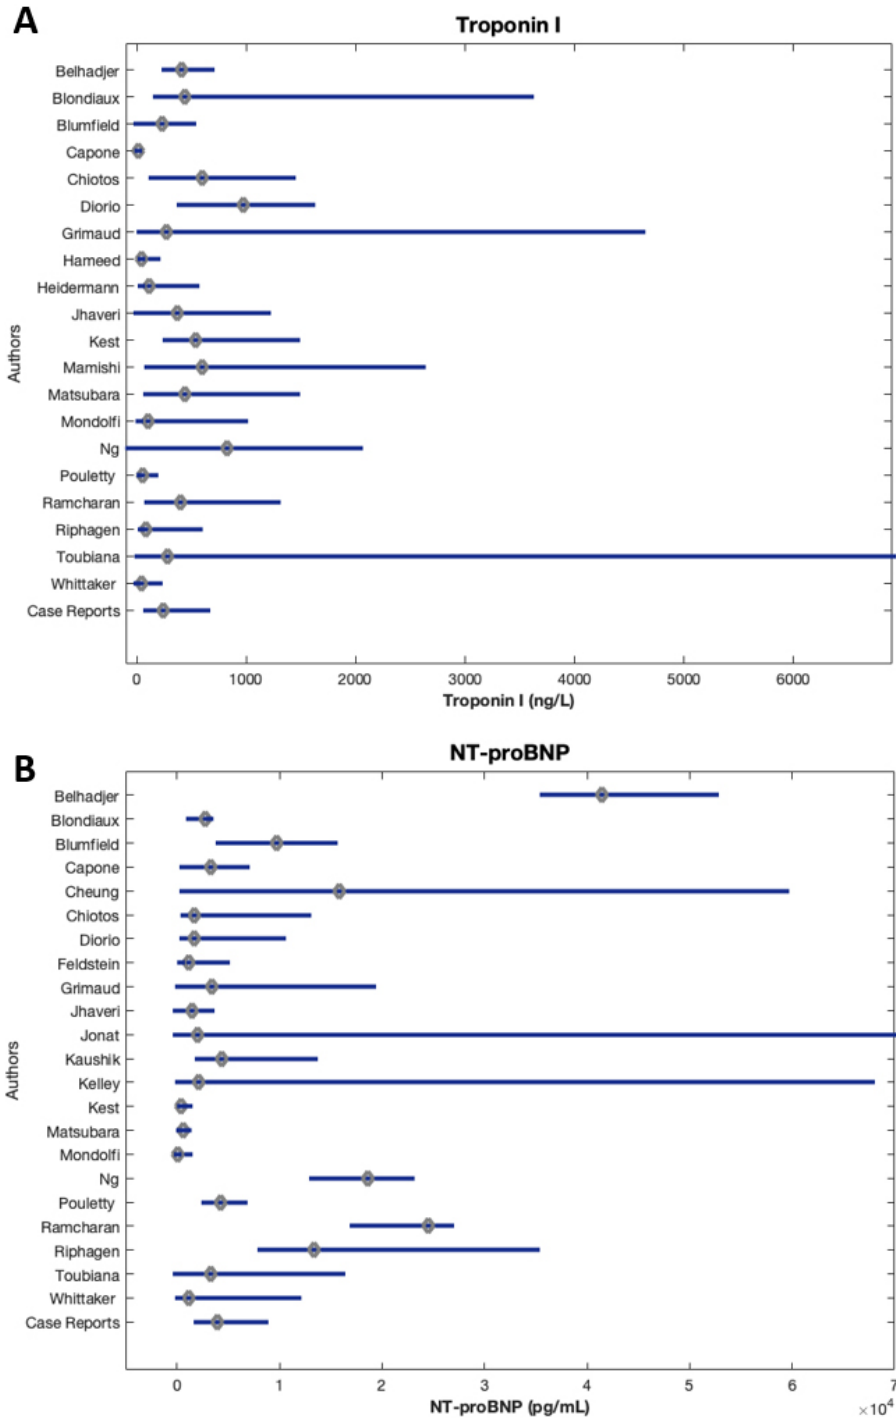 A
Troponin I
Belhadjer
Blondiaux
Blumfield
Capone
Chiotos
Diorio
Grimaud
Hameed
Heidermann
Jhaveri
Kest
Mamishi
Matsubara
Mondolfi
Ng
Pouletty
Ramcharan
Riphagen
Toubiana
Whittaker
Case Reports
Authors
0 1000 2000 3000 4000 5000 6000
Troponin I (ng/L)
B
NT-proBNP
Belhadjer
Blondiaux
Blumfield
Capone
Cheung
Chiotos
Diorio
Feldstein
Grimaud
Jhaveri
Jonat
Kaushik
Kelley
Kest
Matsubara
Mondolfi
Ng
Pouletty
Ramcharan
Riphagen
Toubiana
Whittaker
Case Reports
Authors
0 1 2 3 4 5 6 7
NT-proBNP (pg/mL)
×10⁴